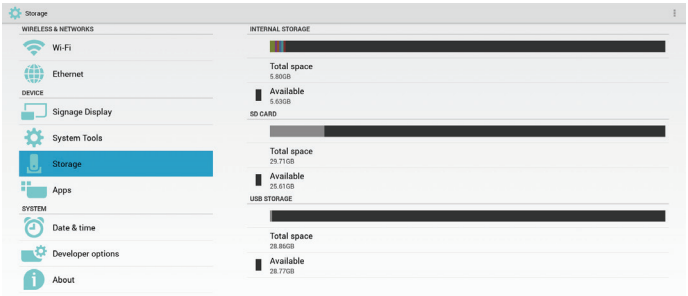 Storage
WIRELESS & NETWORKS
Wi-Fi
Ethernet
DEVICE
Signage Display
System Tools
Storage
Apps
SYSTEM
Date & time
Developer options
About
INTERNAL STORAGE
Total space
5.80GB
Available
5.63GB
SD CARD
Total space
29.71GB
Available
25.61GB
USB STORAGE
Total space
28.86GB
Available
28.77GB